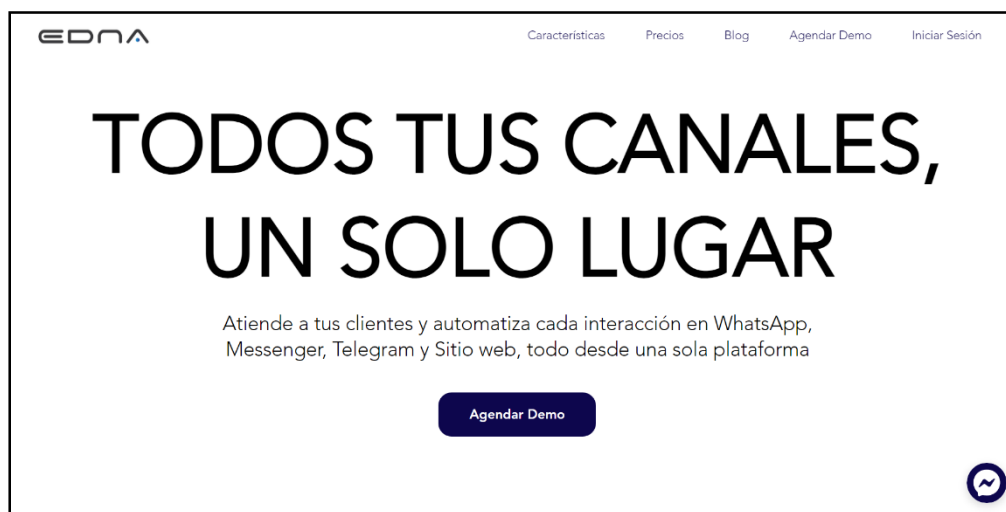 EDNA
Características Precios Blog Agendar Demo Iniciar Sesión
TODOS TUS CANALES,
UN SOLO LUGAR
Atiende a tus clientes y automatiza cada interacción en WhatsApp,
Messenger, Telegram y Sitio web, todo desde una sola plataforma
Agendar Demo